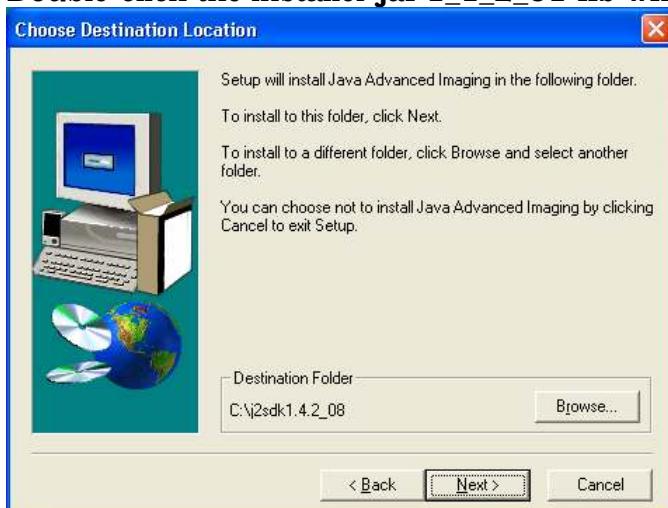 Choose Destination Location
Setup will install Java Advanced Imaging in the following folder.
To install to this folder, click Next.
To install to a different folder, click Browse and select another
folder.
You can choose not to install Java Advanced Imaging by clicking
Cancel to exit Setup.
Destination Folder
C:\j2sdk1.4.2_08
Browse...
< Back
Next >
Cancel